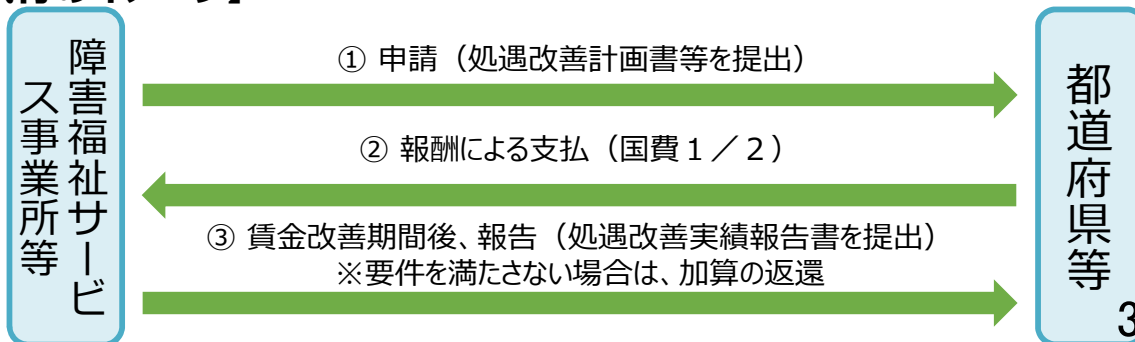 障害福祉サービ
ス事業所等
① 申請（処遇改善計画書等を提出）
② 報酬による支払（国費１／２）
③ 賃金改善期間後、報告（処遇改善実績報告書を提出）
※要件を満たさない場合は、加算の返還
都道府県等
3